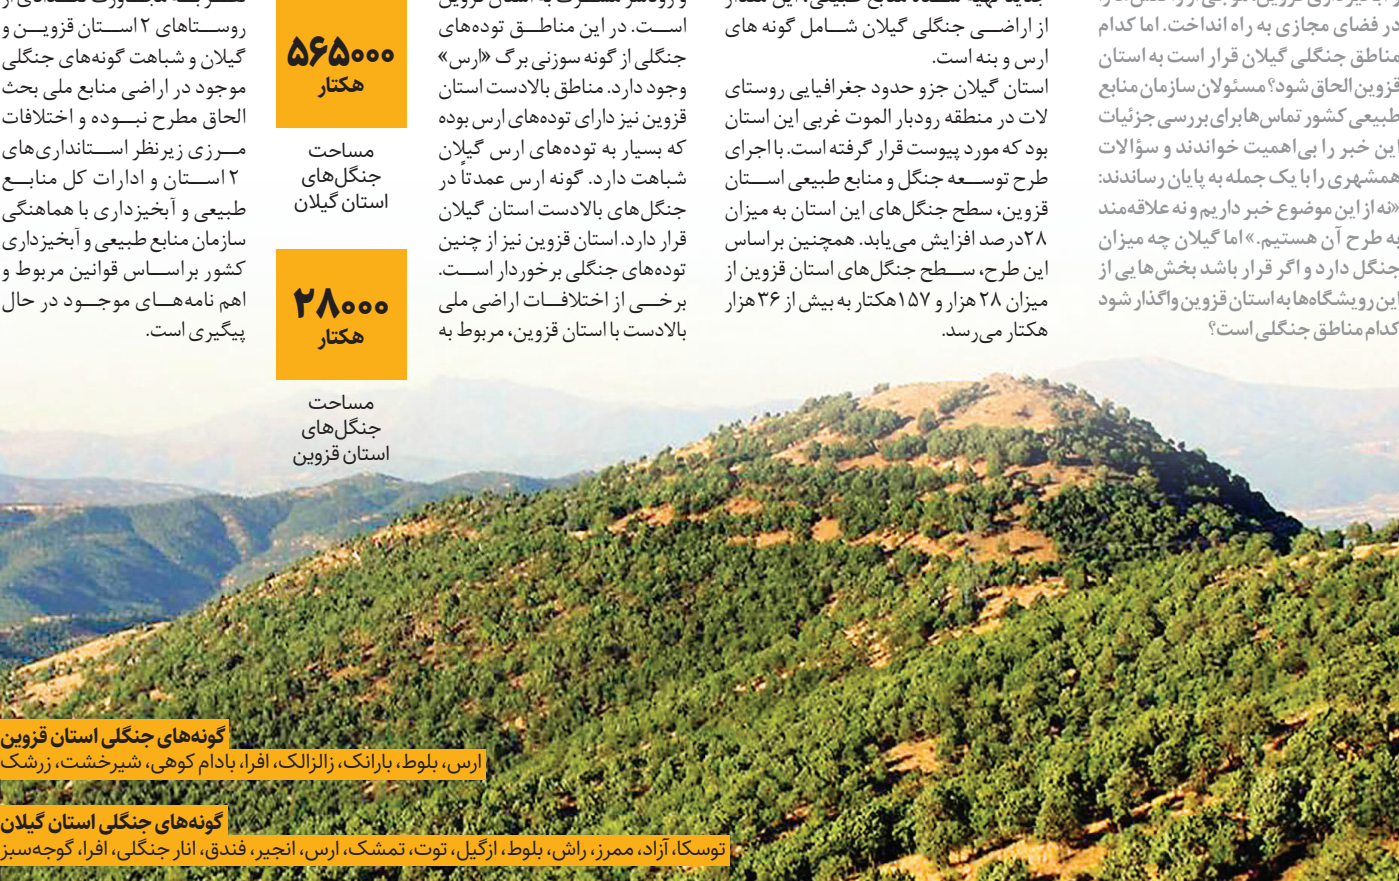 در فضای مجازی به راه انداخت. اما کدام
مناطق جنگلی گیلان قرار است به استان
قزوین الحاق شود؟ مسئولان سازمان منابع
طبیعی کشور تماس‌ها برای بررسی جزئیات
این خبر را بی‌اهمیت خواندند و سؤالات
همشهری را با یک جمله به پایان رساندند:
«نه از این موضوع خبر داریم و نه علاقه‌مند
به طرح آن هستیم.» اما گیلان چه میزان
جنگل دارد و اگر قرار باشد بخش‌هایی از
این رویشگاه‌ها به استان قزوین واگذار شود
کدام مناطق جنگلی است؟
از اراضی جنگلی گیلان شامل گونه های
ارس و بنه است.
استان گیلان جزو حدود جغرافیایی روستای
لات در منطقه رودبار الموت غربی این استان
بود که مورد پیوست قرار گرفته است. با اجرای
طرح توسعه جنگل و منابع طبیعی استان
قزوین، سطح جنگل‌های این استان به میزان
۲۸درصد افزایش می‌یابد. همچنین براساس
این طرح، سطح جنگل‌های استان قزوین از
میزان ۲۸ هزار و ۱۵۷هکتار به بیش از ۳۶ هزار
هکتار می‌رسد.
و رودسر مشترک به استان قزوین
است. در این مناطق توده‌های
جنگلی از گونه سوزنی برگ «ارس»
وجود دارد. مناطق بالادست استان
قزوین نیز دارای توده‌های ارس بوده
که بسیار به توده‌های ارس گیلان
شباهت دارد. گونه ارس عمدتاً در
جنگل‌های بالادست استان گیلان
قرار دارد. استان قزوین نیز از چنین
توده‌های جنگلی برخوردار است.
برخی از اختلافات اراضی ملی
بالادست با استان قزوین، مربوط به
۵۶۵۰۰۰
هکتار
مساحت
جنگل‌های
استان گیلان
۲۸۰۰۰
هکتار
مساحت
جنگل‌های
استان قزوین
روستاهای ۲استان قزوین و
گیلان و شباهت گونه‌های جنگلی
موجود در اراضی منابع ملی بحث
الحاق مطرح نبوده و اختلافات
مرزی زیرنظر استانداری‌های
۲استان و ادارات کل منابع
طبیعی و آبخیزداری با هماهنگی
سازمان منابع طبیعی و آبخیزداری
کشور براساس قوانین مربوط و
اهم نامه‌های موجود در حال
پیگیری است.
گونه‌های جنگلی استان قزوین
ارس، بلوط، بارانک، زالزالک، افرا، بادام کوهی، شیرخشت، زرشک
گونه‌های جنگلی استان گیلان
توسکا، آزاد، ممرز، راش، بلوط، ازگیل، توت، تمشک، ارس، انجیر، فندق، انار جنگلی، افرا، گوجه‌سبز